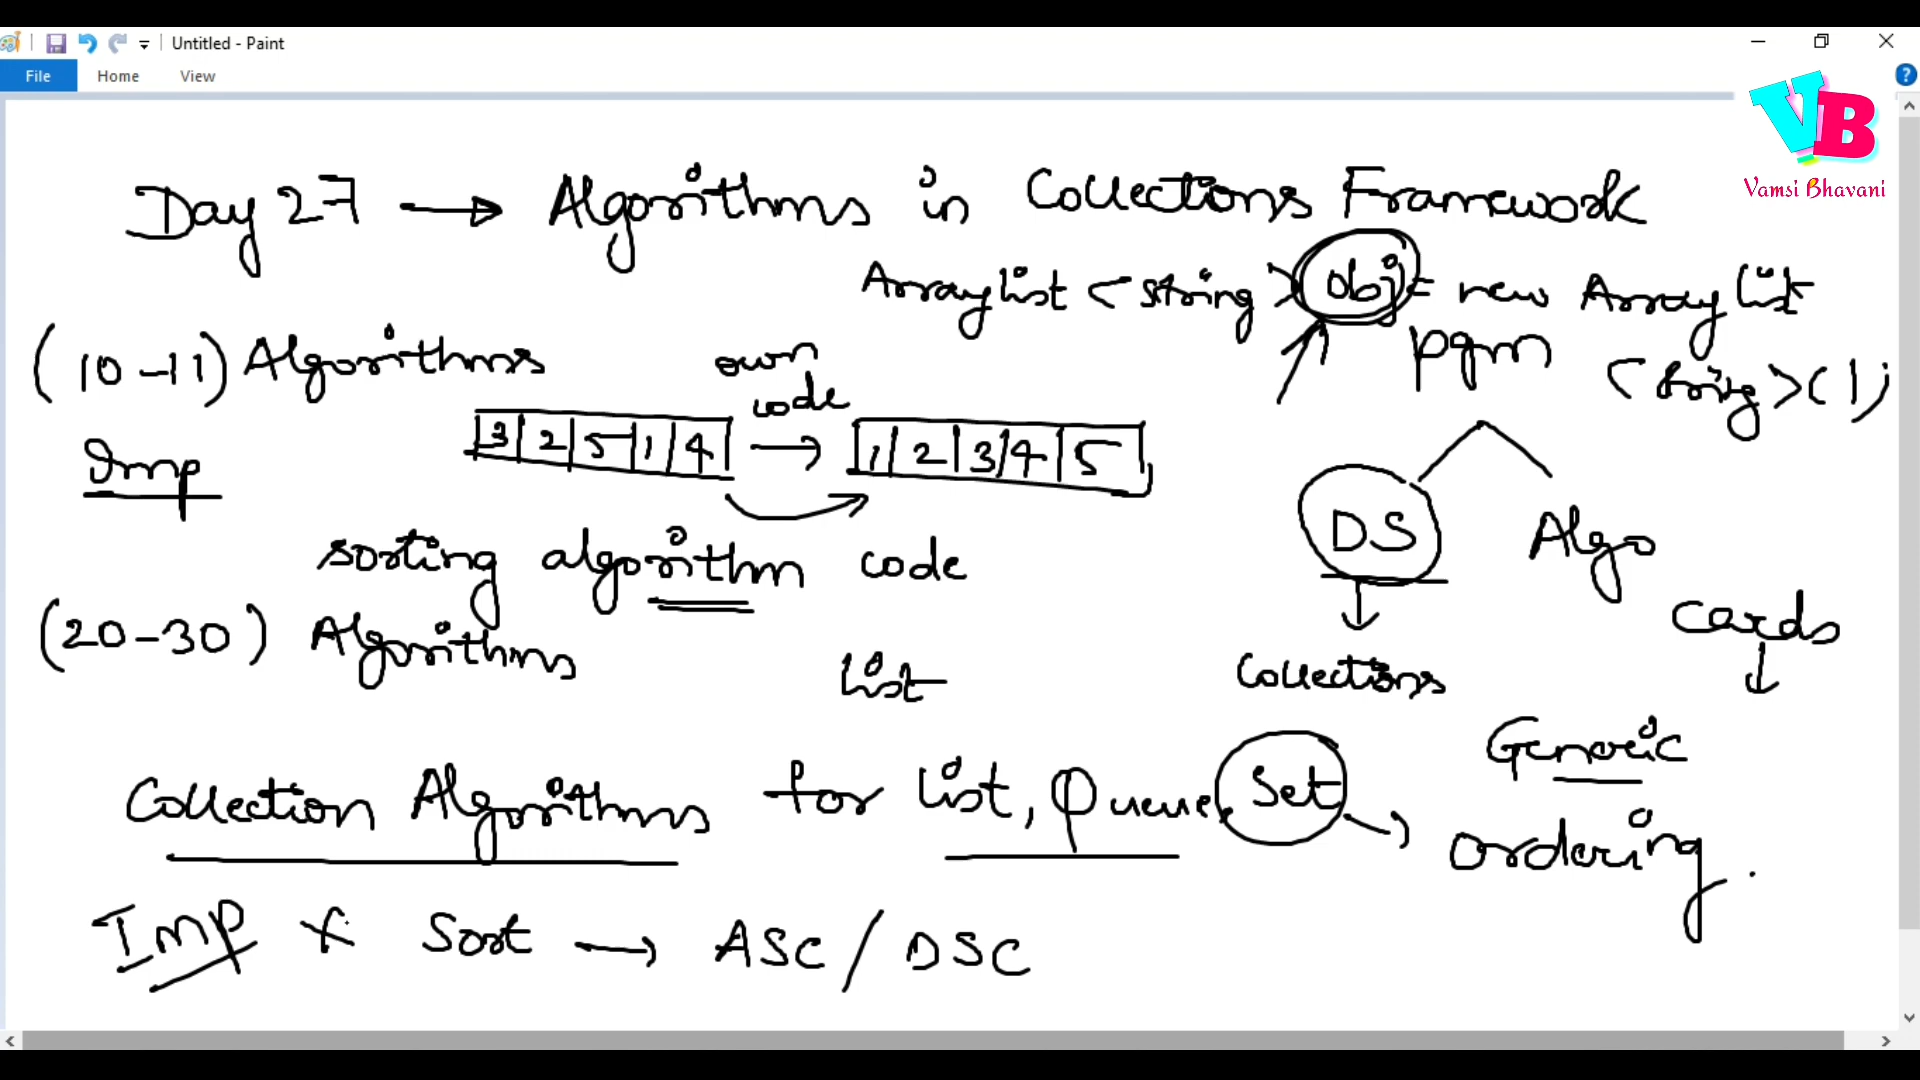 Untitled - Paint
File Home View
VB
Vamsi Bhavani
Day 27 → Algorithms in Collections Framework
ArrayList < String > obj = new ArrayList
<String>( );
(10-11) Algorithms
own
code
pgm
3 2 5 1 4 → 1 2 3 4 5
Imp
DS Algo
sorting algorithm code
(20-30) Algorithms
cards
List
Collections
Generic
Collection Algorithms for List, Queue, Set → ordering.
Imp * Sort → ASC / DSC